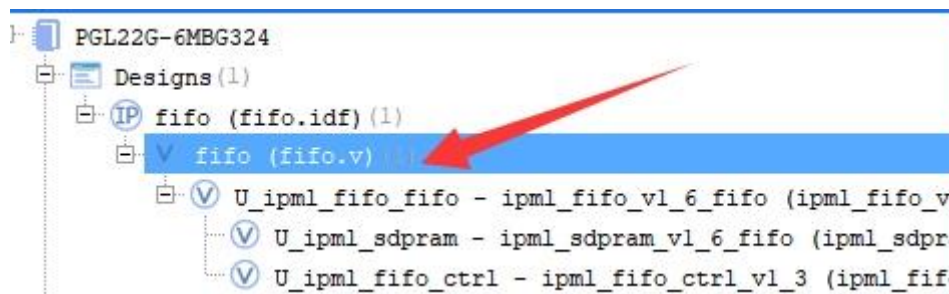 PGL22G-6MBG324
Designs(1)
IP fifo (fifo.idf)(1)
V fifo (fifo.v)(1)
V U_ipml_fifo_fifo - ipml_fifo_v1_6_fifo (ipml_fifo_v
V U_ipml_sdpram - ipml_sdpram_v1_6_fifo (ipml_sdpr
V U_ipml_fifo_ctrl - ipml_fifo_ctrl_v1_3 (ipml_fif